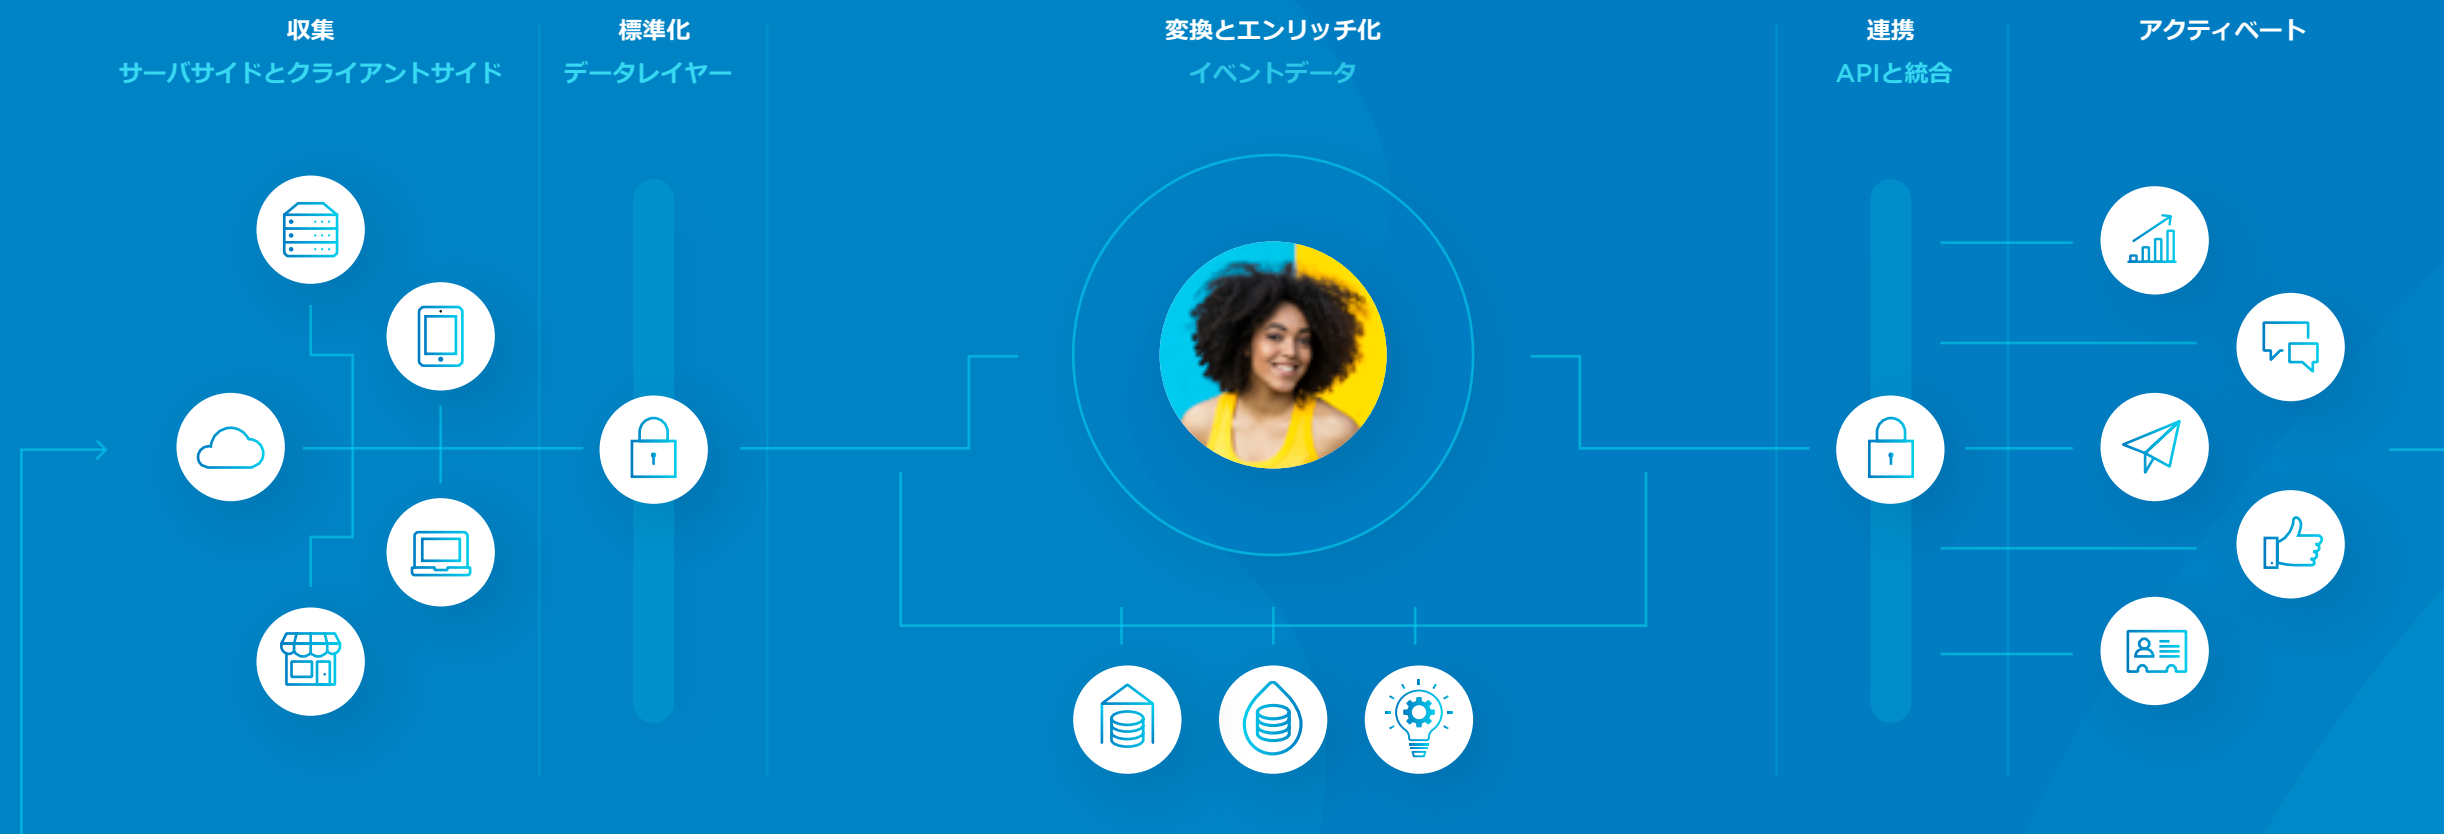 収集
サーバサイドとクライアントサイド
標準化
データレイヤー
変換とエンリッチ化
イベントデータ
連携
APIと統合
アクティベート